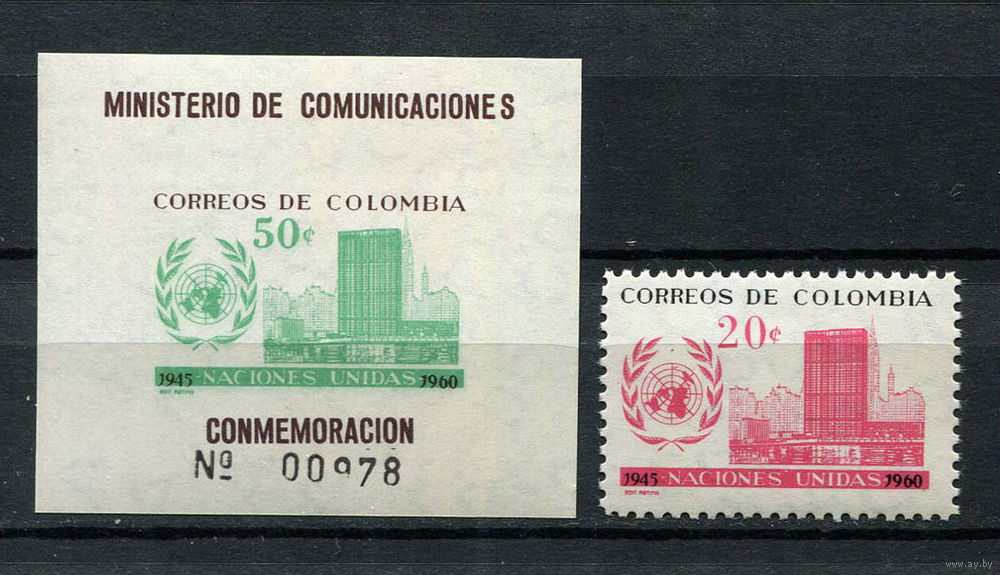 MINISTERIO DE COMUNICACIONES
CORREOS DE COLOMBIA
50¢
1945 NACIONES UNIDAS 1960
CONMEMORACION
Nº 00978
CORREOS DE COLOMBIA
20¢
1945 NACIONES UNIDAS 1960
www.ay.by